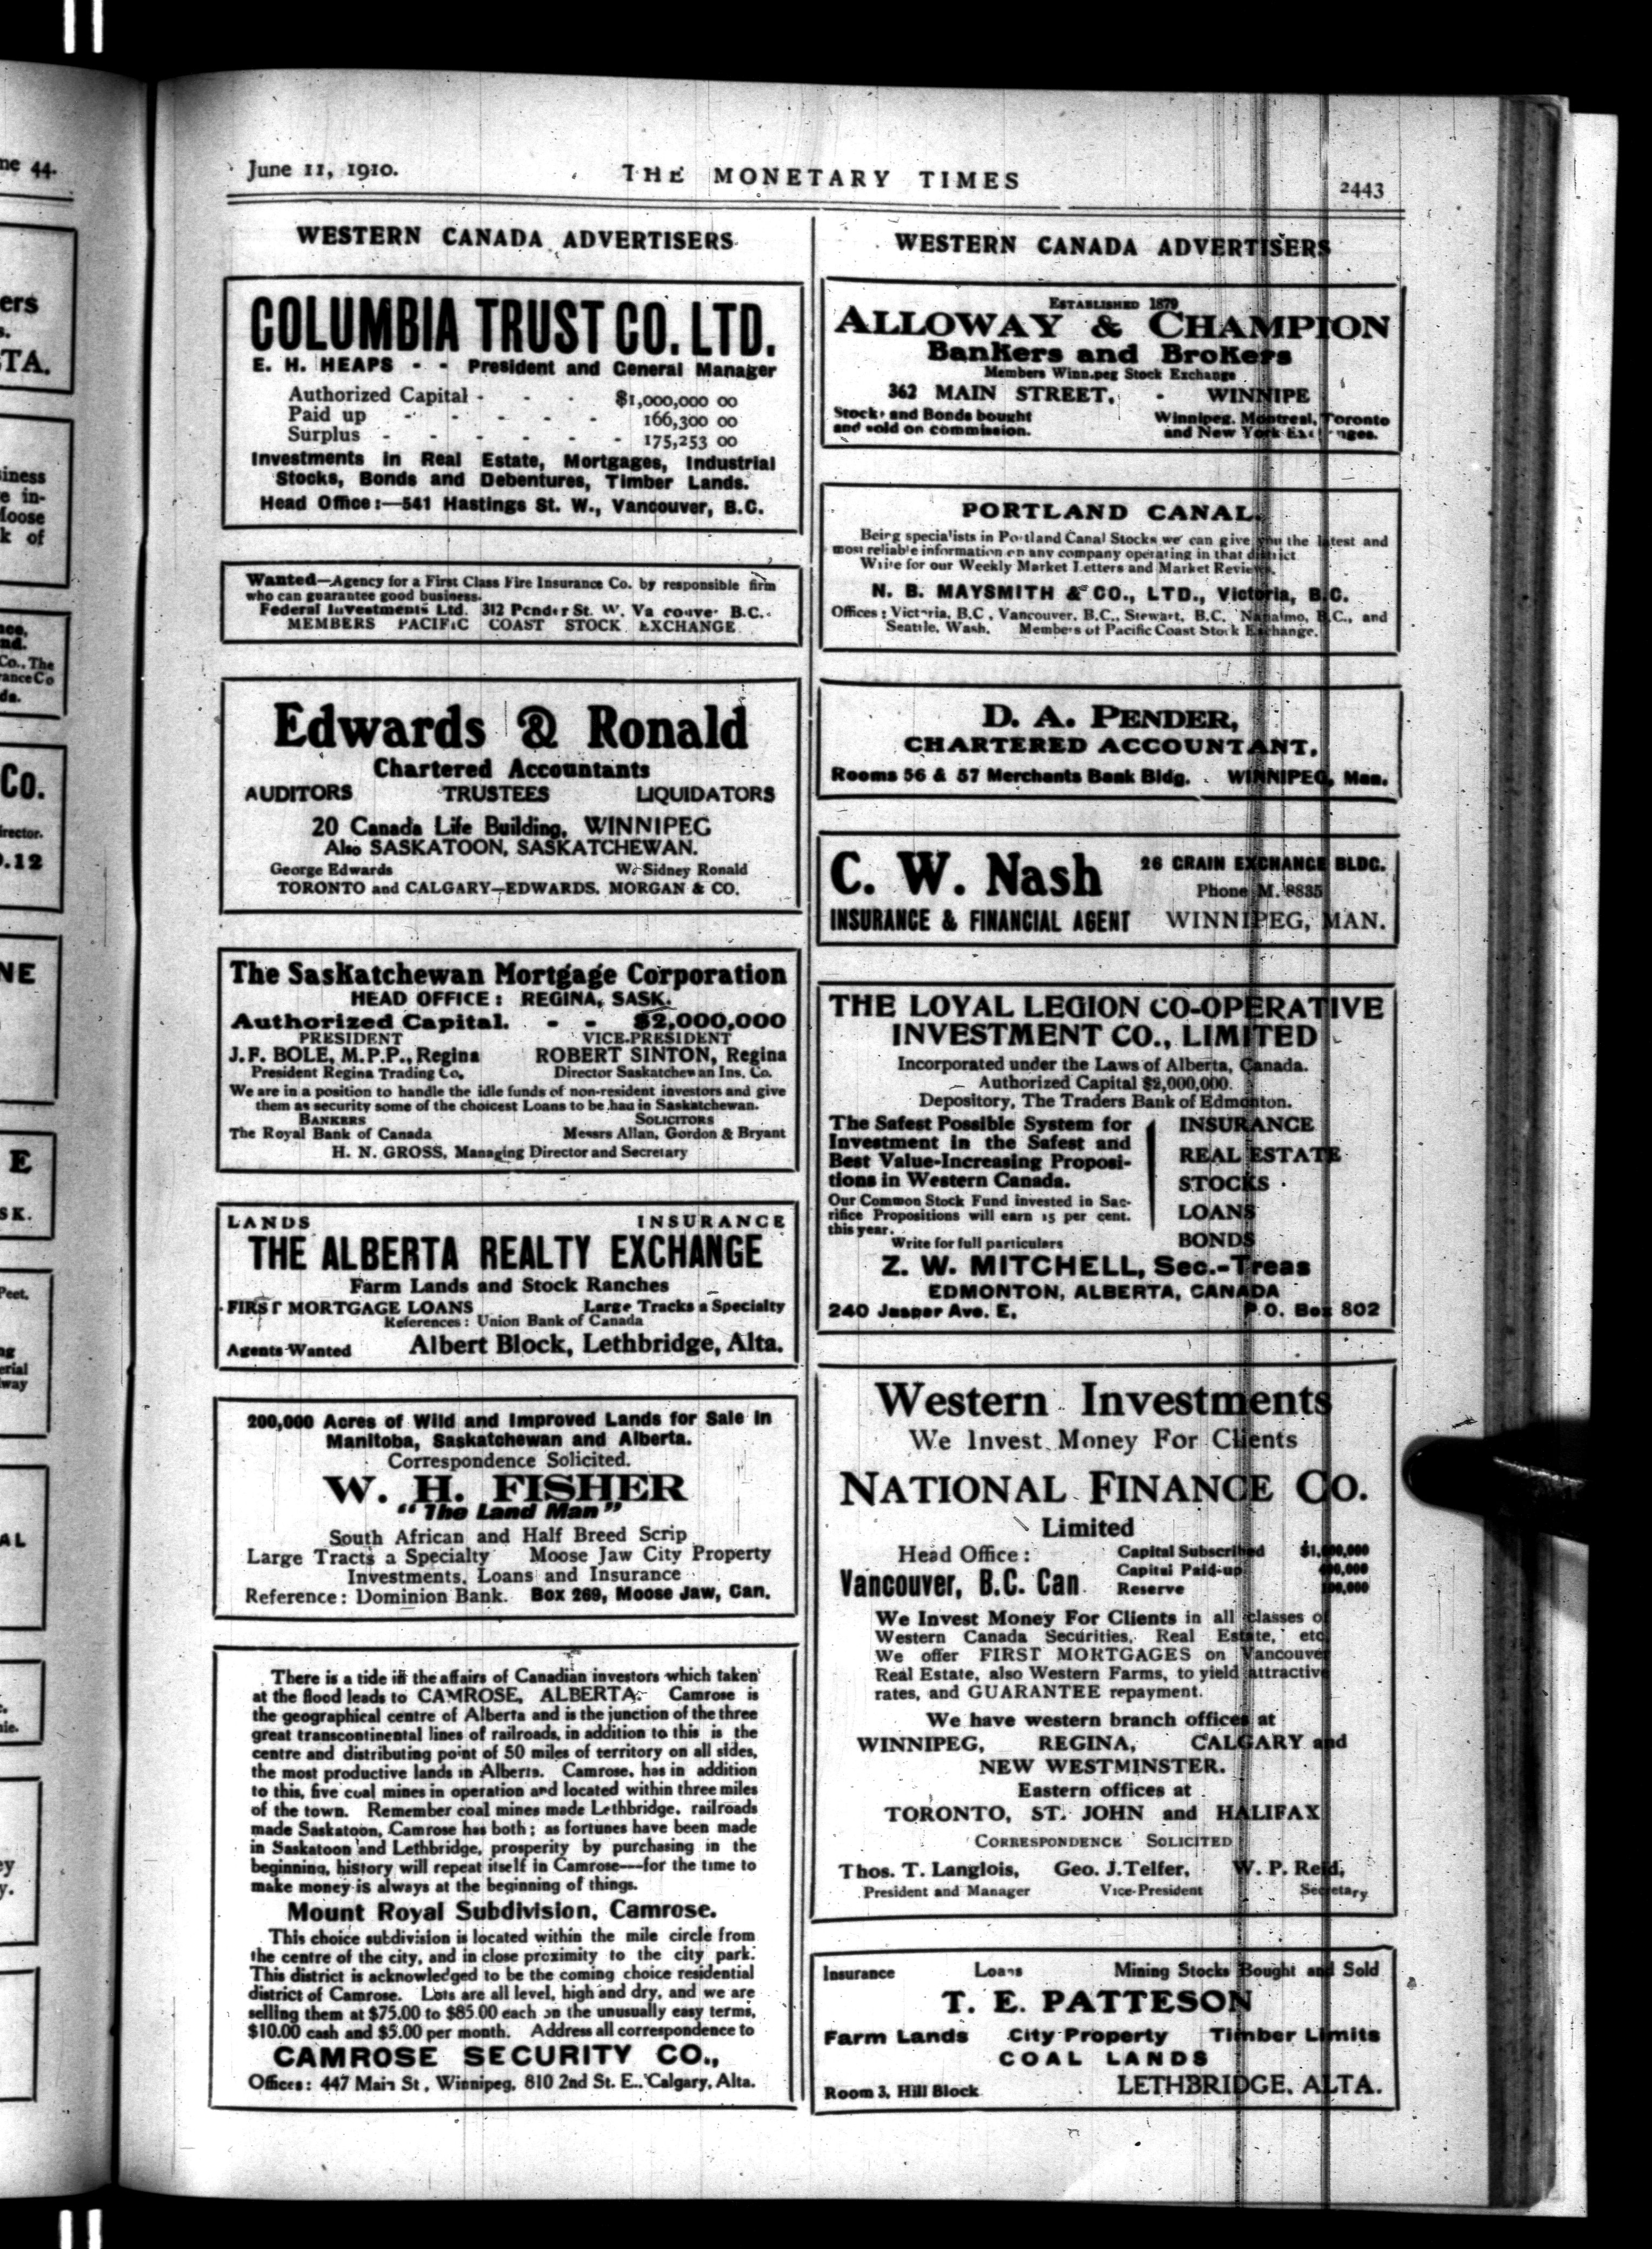 June 11, 1910.
THE MONETARY TIMES
2443
WESTERN CANADA ADVERTISERS
COLUMBIA TRUST CO. LTD.
E. H. HEAPS - - President and General Manager
Authorized Capital - - - $1,000,000 00
Paid up - - - - - 166,300 00
Surplus - - - - - - 175,253 00
Investments in Real Estate, Mortgages, Industrial
Stocks, Bonds and Debentures, Timber Lands.
Head Office:—541 Hastings St. W., Vancouver, B.C.
Wanted—Agency for a First Class Fire Insurance Co. by responsible firm
who can guarantee good business.
Federal Investments Ltd. 312 Pender St. W. Va couver B.C.
MEMBERS PACIFIC COAST STOCK EXCHANGE
Edwards & Ronald
Chartered Accountants
AUDITORS TRUSTEES LIQUIDATORS
20 Canada Life Building, WINNIPEG
Also SASKATOON, SASKATCHEWAN.
George Edwards W. Sidney Ronald
TORONTO and CALGARY—EDWARDS, MORGAN & CO.
The Saskatchewan Mortgage Corporation
HEAD OFFICE: REGINA, SASK.
Authorized Capital. - - $2,000,000
PRESIDENT VICE-PRESIDENT
J. F. BOLE, M.P.P., Regina ROBERT SINTON, Regina
President Regina Trading Co. Director Saskatchewan Ins. Co.
We are in a position to handle the idle funds of non-resident investors and give
them as security some of the choicest Loans to be had in Saskatchewan.
BANKERS SOLICITORS
The Royal Bank of Canada Messrs Allan, Gordon & Bryant
H. N. GROSS, Managing Director and Secretary
LANDS INSURANCE
THE ALBERTA REALTY EXCHANGE
Farm Lands and Stock Ranches
FIRST MORTGAGE LOANS Large Tracks a Specialty
References: Union Bank of Canada
Agents Wanted Albert Block, Lethbridge, Alta.
200,000 Acres of Wild and Improved Lands for Sale in
Manitoba, Saskatchewan and Alberta.
Correspondence Solicited.
W. H. FISHER
"The Land Man"
South African and Half Breed Scrip
Large Tracts a Specialty Moose Jaw City Property
Investments, Loans and Insurance
Reference: Dominion Bank. Box 269, Moose Jaw, Can.
There is a tide in the affairs of Canadian investors which taken
at the flood leads to CAMROSE, ALBERTA. Camrose is
the geographical centre of Alberta and is the junction of the three
great transcontinental lines of railroads, in addition to this is the
centre and distributing point of 50 miles of territory on all sides,
the most productive lands in Alberta. Camrose, has in addition
to this, five coal mines in operation and located within three miles
of the town. Remember coal mines made Lethbridge, railroads
made Saskatoon, Camrose has both; as fortunes have been made
in Saskatoon and Lethbridge, prosperity by purchasing in the
beginning, history will repeat itself in Camrose—for the time to
make money is always at the beginning of things.
Mount Royal Subdivision, Camrose.
This choice subdivision is located within the mile circle from
the centre of the city, and in close proximity to the city park.
This district is acknowledged to be the coming choice residential
district of Camrose. Lots are all level, high and dry, and we are
selling them at $75.00 to $85.00 each on the unusually easy terms,
$10.00 cash and $5.00 per month. Address all correspondence to
CAMROSE SECURITY CO.,
Offices: 447 Main St., Winnipeg, 810 2nd St. E., Calgary, Alta.
WESTERN CANADA ADVERTISERS
ESTABLISHED 1879
ALLOWAY & CHAMPION
Bankers and Brokers
Members Winnipeg Stock Exchange
362 MAIN STREET, - WINNIPE
Stocks and Bonds bought Winnipeg, Montreal, Toronto
and sold on commission. and New York Exchanges.
PORTLAND CANAL.
Being specialists in Portland Canal Stocks we can give you the latest and
most reliable information on any company operating in that district
Write for our Weekly Market Letters and Market Reviews.
N. B. MAYSMITH & CO., LTD., Victoria, B.C.
Offices: Victoria, B.C., Vancouver, B.C., Stewart, B.C. Nanaimo, B.C., and
Seattle, Wash. Members of Pacific Coast Stock Exchange.
D. A. PENDER,
CHARTERED ACCOUNTANT,
Rooms 56 & 57 Merchants Bank Bldg. . WINNIPEG, Man.
C. W. Nash 26 GRAIN EXCHANGE BLDG.
Phone M. 8835
INSURANCE & FINANCIAL AGENT WINNIPEG, MAN.
THE LOYAL LEGION CO-OPERATIVE
INVESTMENT CO., LIMITED
Incorporated under the Laws of Alberta, Canada.
Authorized Capital $2,000,000.
Depository, The Traders Bank of Edmonton.
The Safest Possible System for
Investment in the Safest and
Best Value-Increasing Proposi-
tions in Western Canada.
Our Common Stock Fund invested in Sac-
rifice Propositions will earn 15 per cent.
this year.
Write for full particulars
INSURANCE
REAL ESTATE
STOCKS
LOANS
BONDS
Z. W. MITCHELL, Sec.-Treas
EDMONTON, ALBERTA, CANADA
240 Jasper Ave. E. P.O. Box 802
Western Investments
We Invest Money For Clients
NATIONAL FINANCE CO.
Limited
Head Office:
Vancouver, B.C. Can
Capital Subscribed
Capital Paid-up
Reserve
We Invest Money For Clients in all classes of
Western Canada Securities, Real Estate, etc
We offer FIRST MORTGAGES on Vancouver
Real Estate, also Western Farms, to yield attractive
rates, and GUARANTEE repayment.
We have western branch offices at
WINNIPEG, REGINA, CALGARY and
NEW WESTMINSTER.
Eastern offices at
TORONTO, ST. JOHN and HALIFAX
CORRESPONDENCE SOLICITED
Thos. T. Langlois, Geo. J. Telfer, W. P. Reid,
President and Manager Vice-President Secretary
Insurance Loans Mining Stocks Bought and Sold
T. E. PATTESON
Farm Lands City Property Timber Limits
COAL LANDS
Room 3, Hill Block LETHBRIDGE, ALTA.